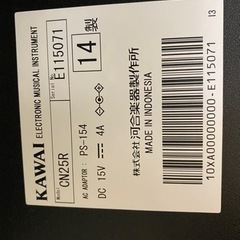 KAWAI ELECTRONIC MUSICAL INSTRUMENT
Model CN25R
Serial no E115071
AC ADAPTOR : PS-154
DC 15V 4A
14 製
株式会社 河合楽器製作所
MADE IN INDONESIA
10XA00000000-E115071
I3